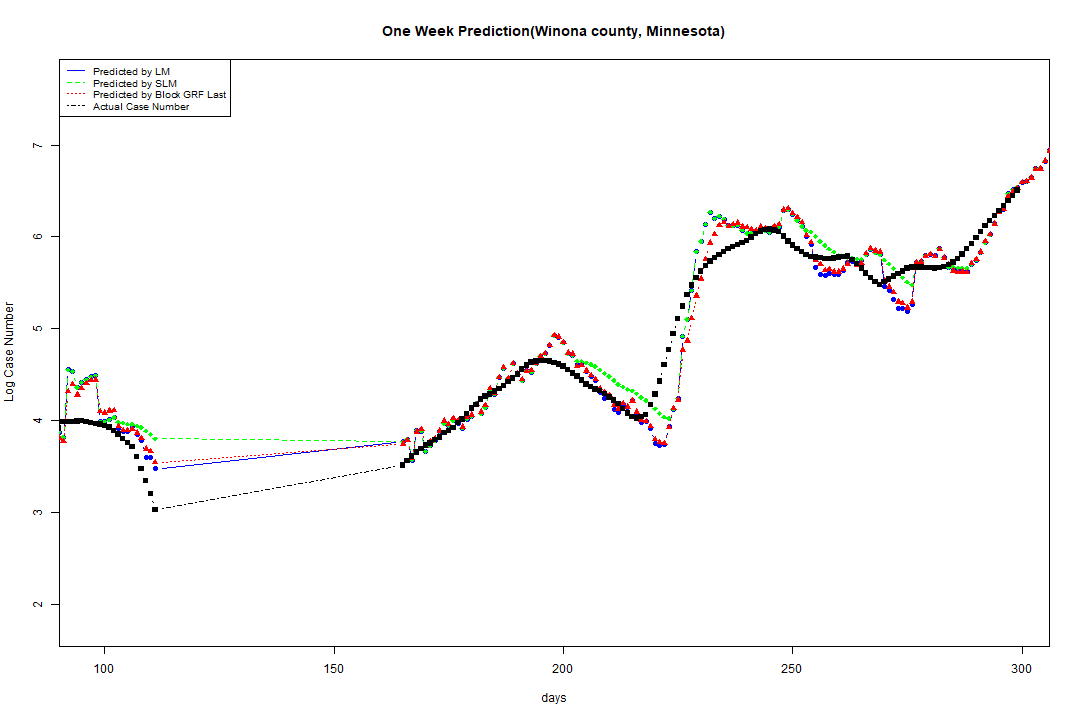 One Week Prediction(Winona county, Minnesota)
Predicted by LM
Predicted by SLM
Predicted by Block GRF Last
Actual Case Number
Log Case Number
7
6
5
4
3
2
100 150 200 250 300
days